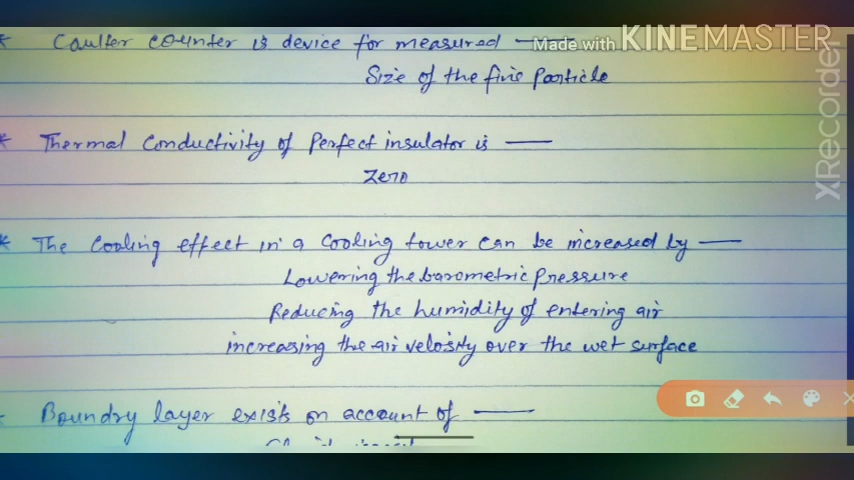 * Caulter counter is device for measured —
Made with KINEMASTER
Size of the fine Particle
XRecorder
* Thermal Conductivity of Perfect insulator is —
Zero
* The Cooling effect in a Cooling tower can be increased by —
Lowering the barometric pressure
Reducing the humidity of entering air
increasing the air velosity over the wet surface
* Boundry layer exists on account of —